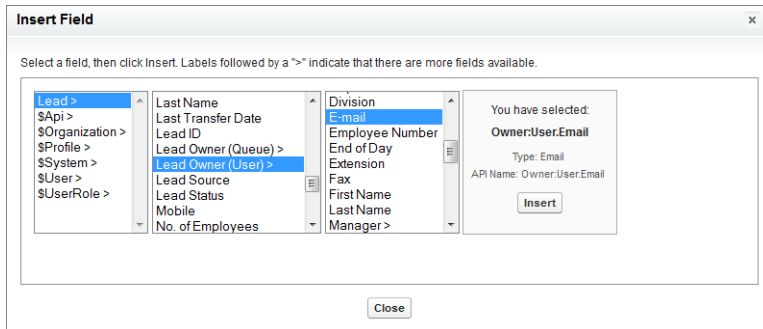 Insert Field
Select a field, then click Insert. Labels followed by a ">" indicate that there are more fields available.
Lead >
$Api >
$Organization >
$Profile >
$System >
$User >
$UserRole >
Last Name
Last Transfer Date
Lead ID
Lead Owner (Queue) >
Lead Owner (User) >
Lead Source
Lead Status
Mobile
No. of Employees
Division
E-mail
Employee Number
End of Day
Extension
Fax
First Name
Last Name
Manager >
You have selected:
Owner:User.Email
Type: Email
API Name: Owner:User.Email
Insert
Close